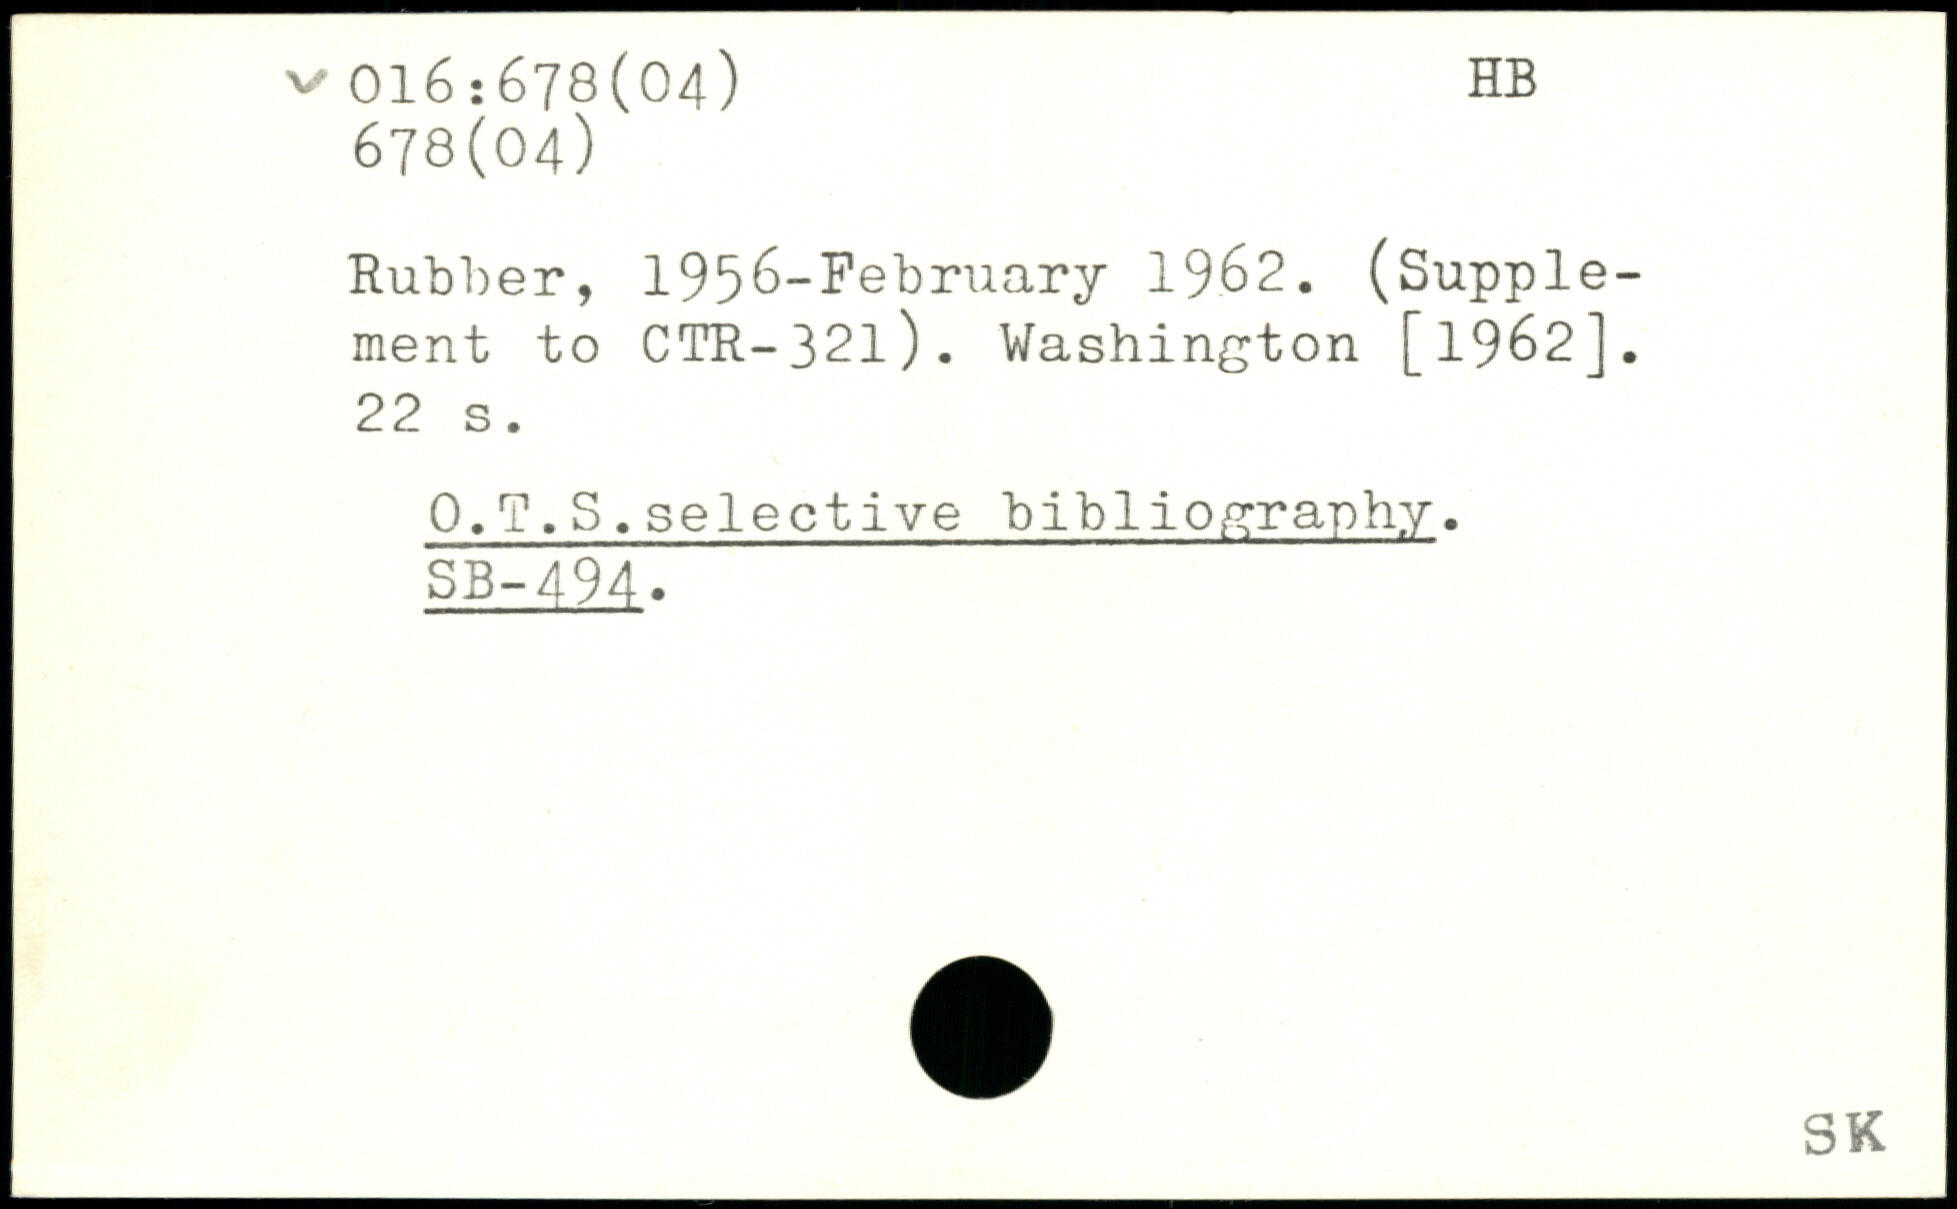 016:678(04) HB
678(04)
Rubber, 1956-February 1962. (Supple-
ment to CTR-321). Washington [1962].
22 s.
O.T.S.selective bibliography.
SB-494.
SK